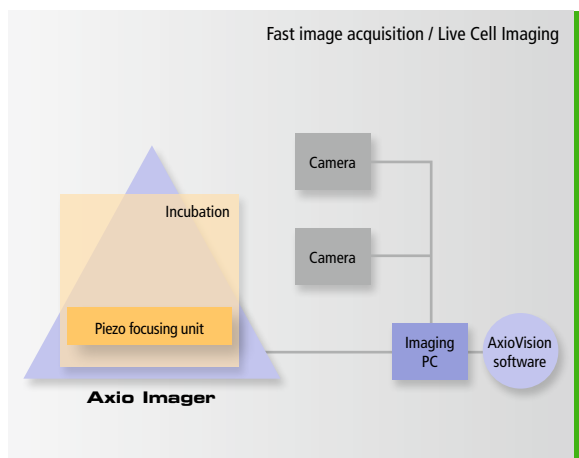 Fast image acquisition / Live Cell Imaging
Camera
Incubation
Camera
Piezo focusing unit
Imaging
PC
AxioVision
software
Axio Imager